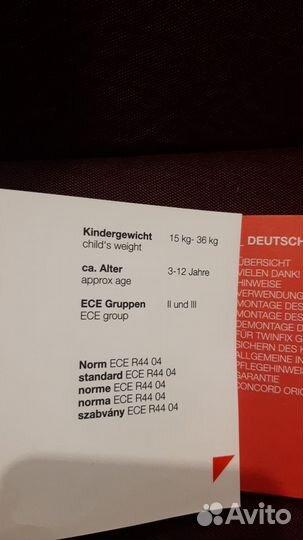 Kindergewicht 15 kg- 36 kg
child's weight
ca. Alter 3-12 Jahre
approx age
ECE Gruppen II und III
ECE group
Norm ECE R44 04
standard ECE R44 04
norme ECE R44 04
norma ECE R44 04
szabvány ECE R44 04
DEUTSCH
ÜBERSICHT
VIELEN DANK!
HINWEISE
VERWENDUNG
MONTAGE DES
MONTAGE DES
DEMONTAGE D
FÜR TWINFIX G
SICHERN DES K
ALLGEMEINE
PFLEGEHINWEI
GARANTIE
CONCORD ORIG
Avito